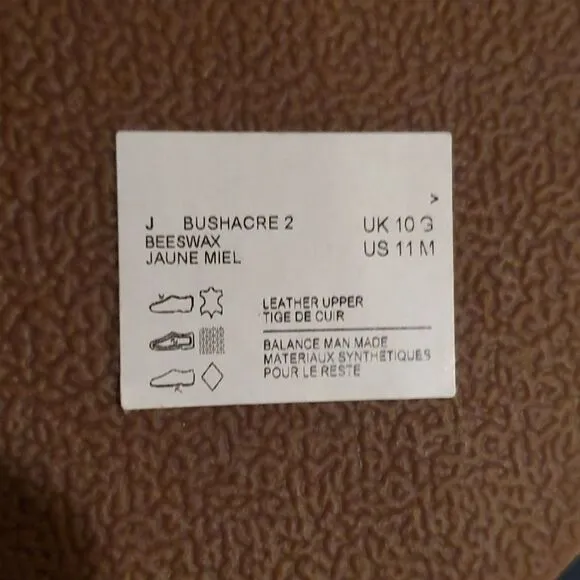 >
J BUSHACRE 2
BEESWAX
JAUNE MIEL
UK 10 G
US 11 M
LEATHER UPPER
TIGE DE CUIR
BALANCE MAN MADE
MATERIAUX SYNTHETIQUES
POUR LE RESTE